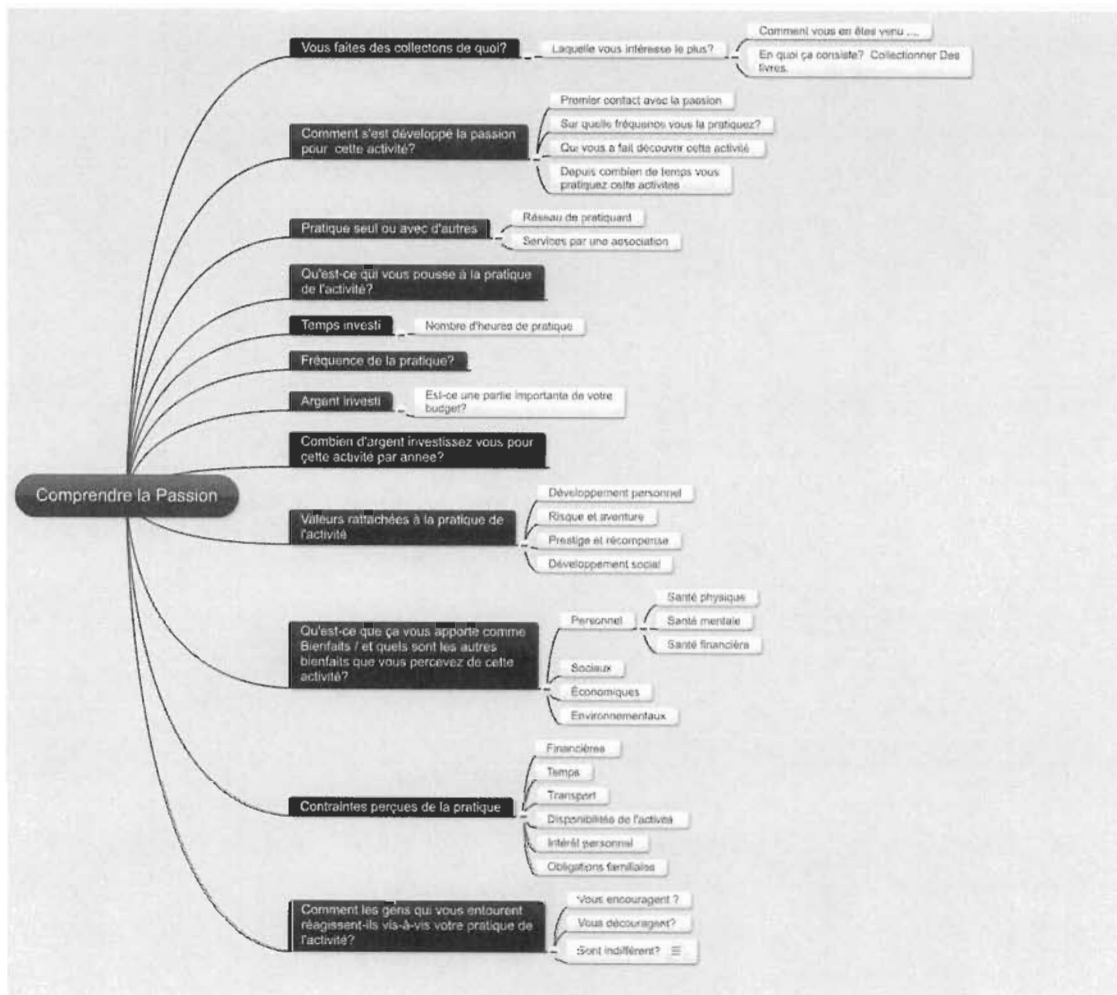 Vous faites des collectons de quoi?
Laquelle vous intéresse le plus?
Comment vous en êtes venu ....
En quoi ça consiste? Collectionner Des
livres.
Comment s'est développé la passion
pour cette activité?
Premier contact avec la passion
Sur quelle fréquence vous la pratiquez?
Qui vous a fait découvrir cette activité
Depuis combien de temps vous
pratiquez cette activites
Pratique seul ou avec d'autres
Réseau de pratiquant
Services par une association
Qu'est-ce qui vous pousse à la pratique
de l'activité?
Temps investi
Nombre d'heures de pratique
Fréquence de la pratique?
Argent investi
Est-ce une partie importante de votre
budget?
Combien d'argent investissez vous pour
cette activité par annee?
Comprendre la Passion
Valeurs rattachées à la pratique de
l'activité
Développement personnel
Risque et aventure
Prestige et récompense
Développement social
Qu'est-ce que ça vous apporte comme
Bienfaits / et quels sont les autres
bienfaits que vous percevez de cette
activité?
Personnel
Santé physique
Santé mentale
Santé financière
Sociaux
Économiques
Environnementaux
Contraintes perçues de la pratique
Financières
Temps
Transport
Disponibilités de l'activité
Intérêt personnel
Obligations familiales
Comment les gens qui vous entourent
réagissent-ils vis-à-vis votre pratique de
l'activité?
Vous encouragent ?
Vous découragent?
Sont indifférent?